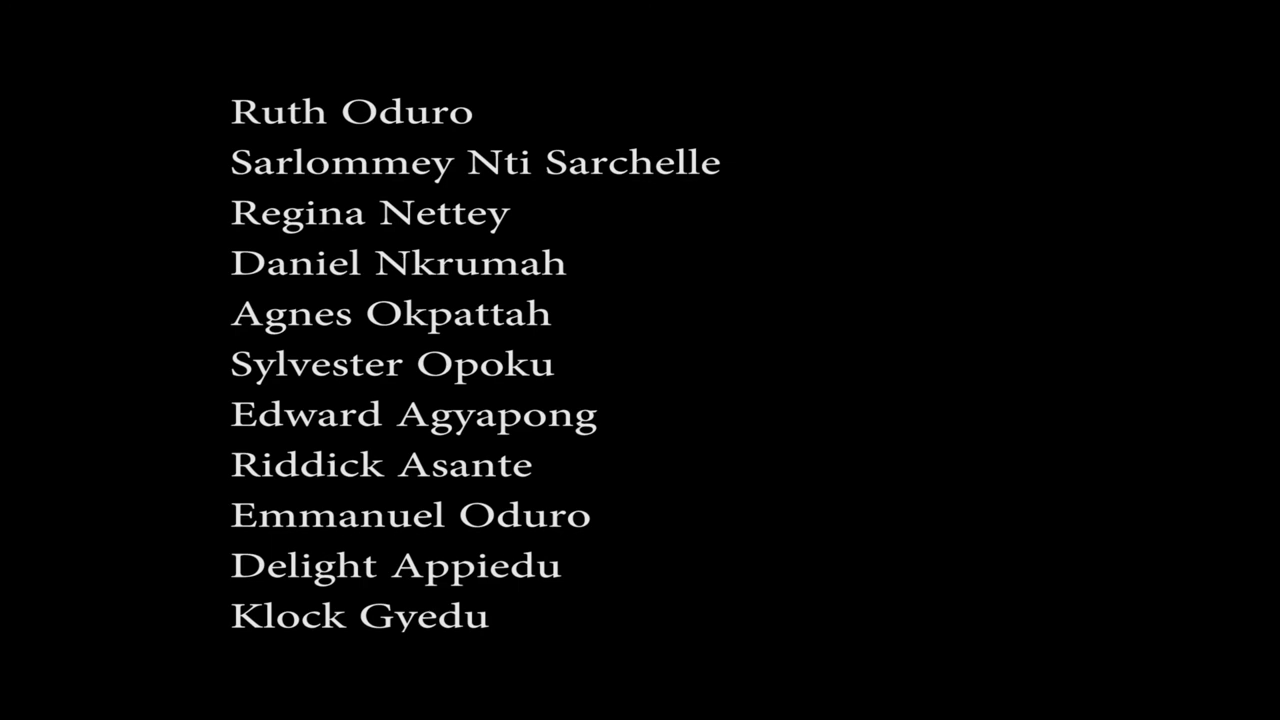 Ruth Oduro
Sarlommey Nti Sarchelle
Regina Nettey
Daniel Nkrumah
Agnes Okpattah
Sylvester Opoku
Edward Agyapong
Riddick Asante
Emmanuel Oduro
Delight Appiedu
Klock Gyedu